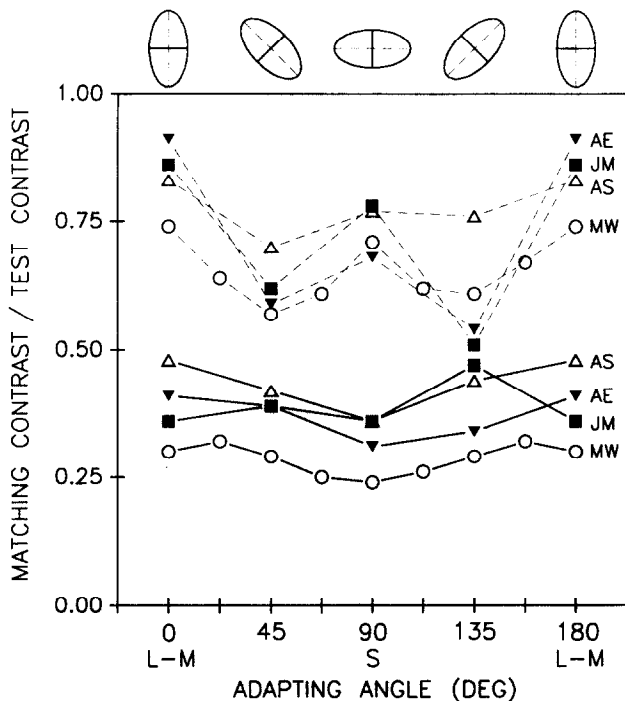 1.00
0.75
0.50
0.25
0.00
MATCHING CONTRAST / TEST CONTRAST
AE
JM
AS
MW
AS
AE
JM
MW
0 45 90 135 180
L-M S L-M
ADAPTING ANGLE (DEG)